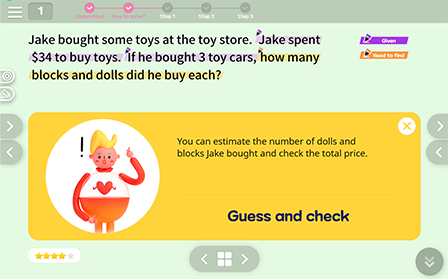 1
Understand
How to solve?
Step 1
Step 2
Step 3
Jake bought some toys at the toy store. Jake spent
$34 to buy toys. If he bought 3 toy cars, how many
blocks and dolls did he buy each?
Given
Need to find
You can estimate the number of dolls and
blocks Jake bought and check the total price.
Guess and check